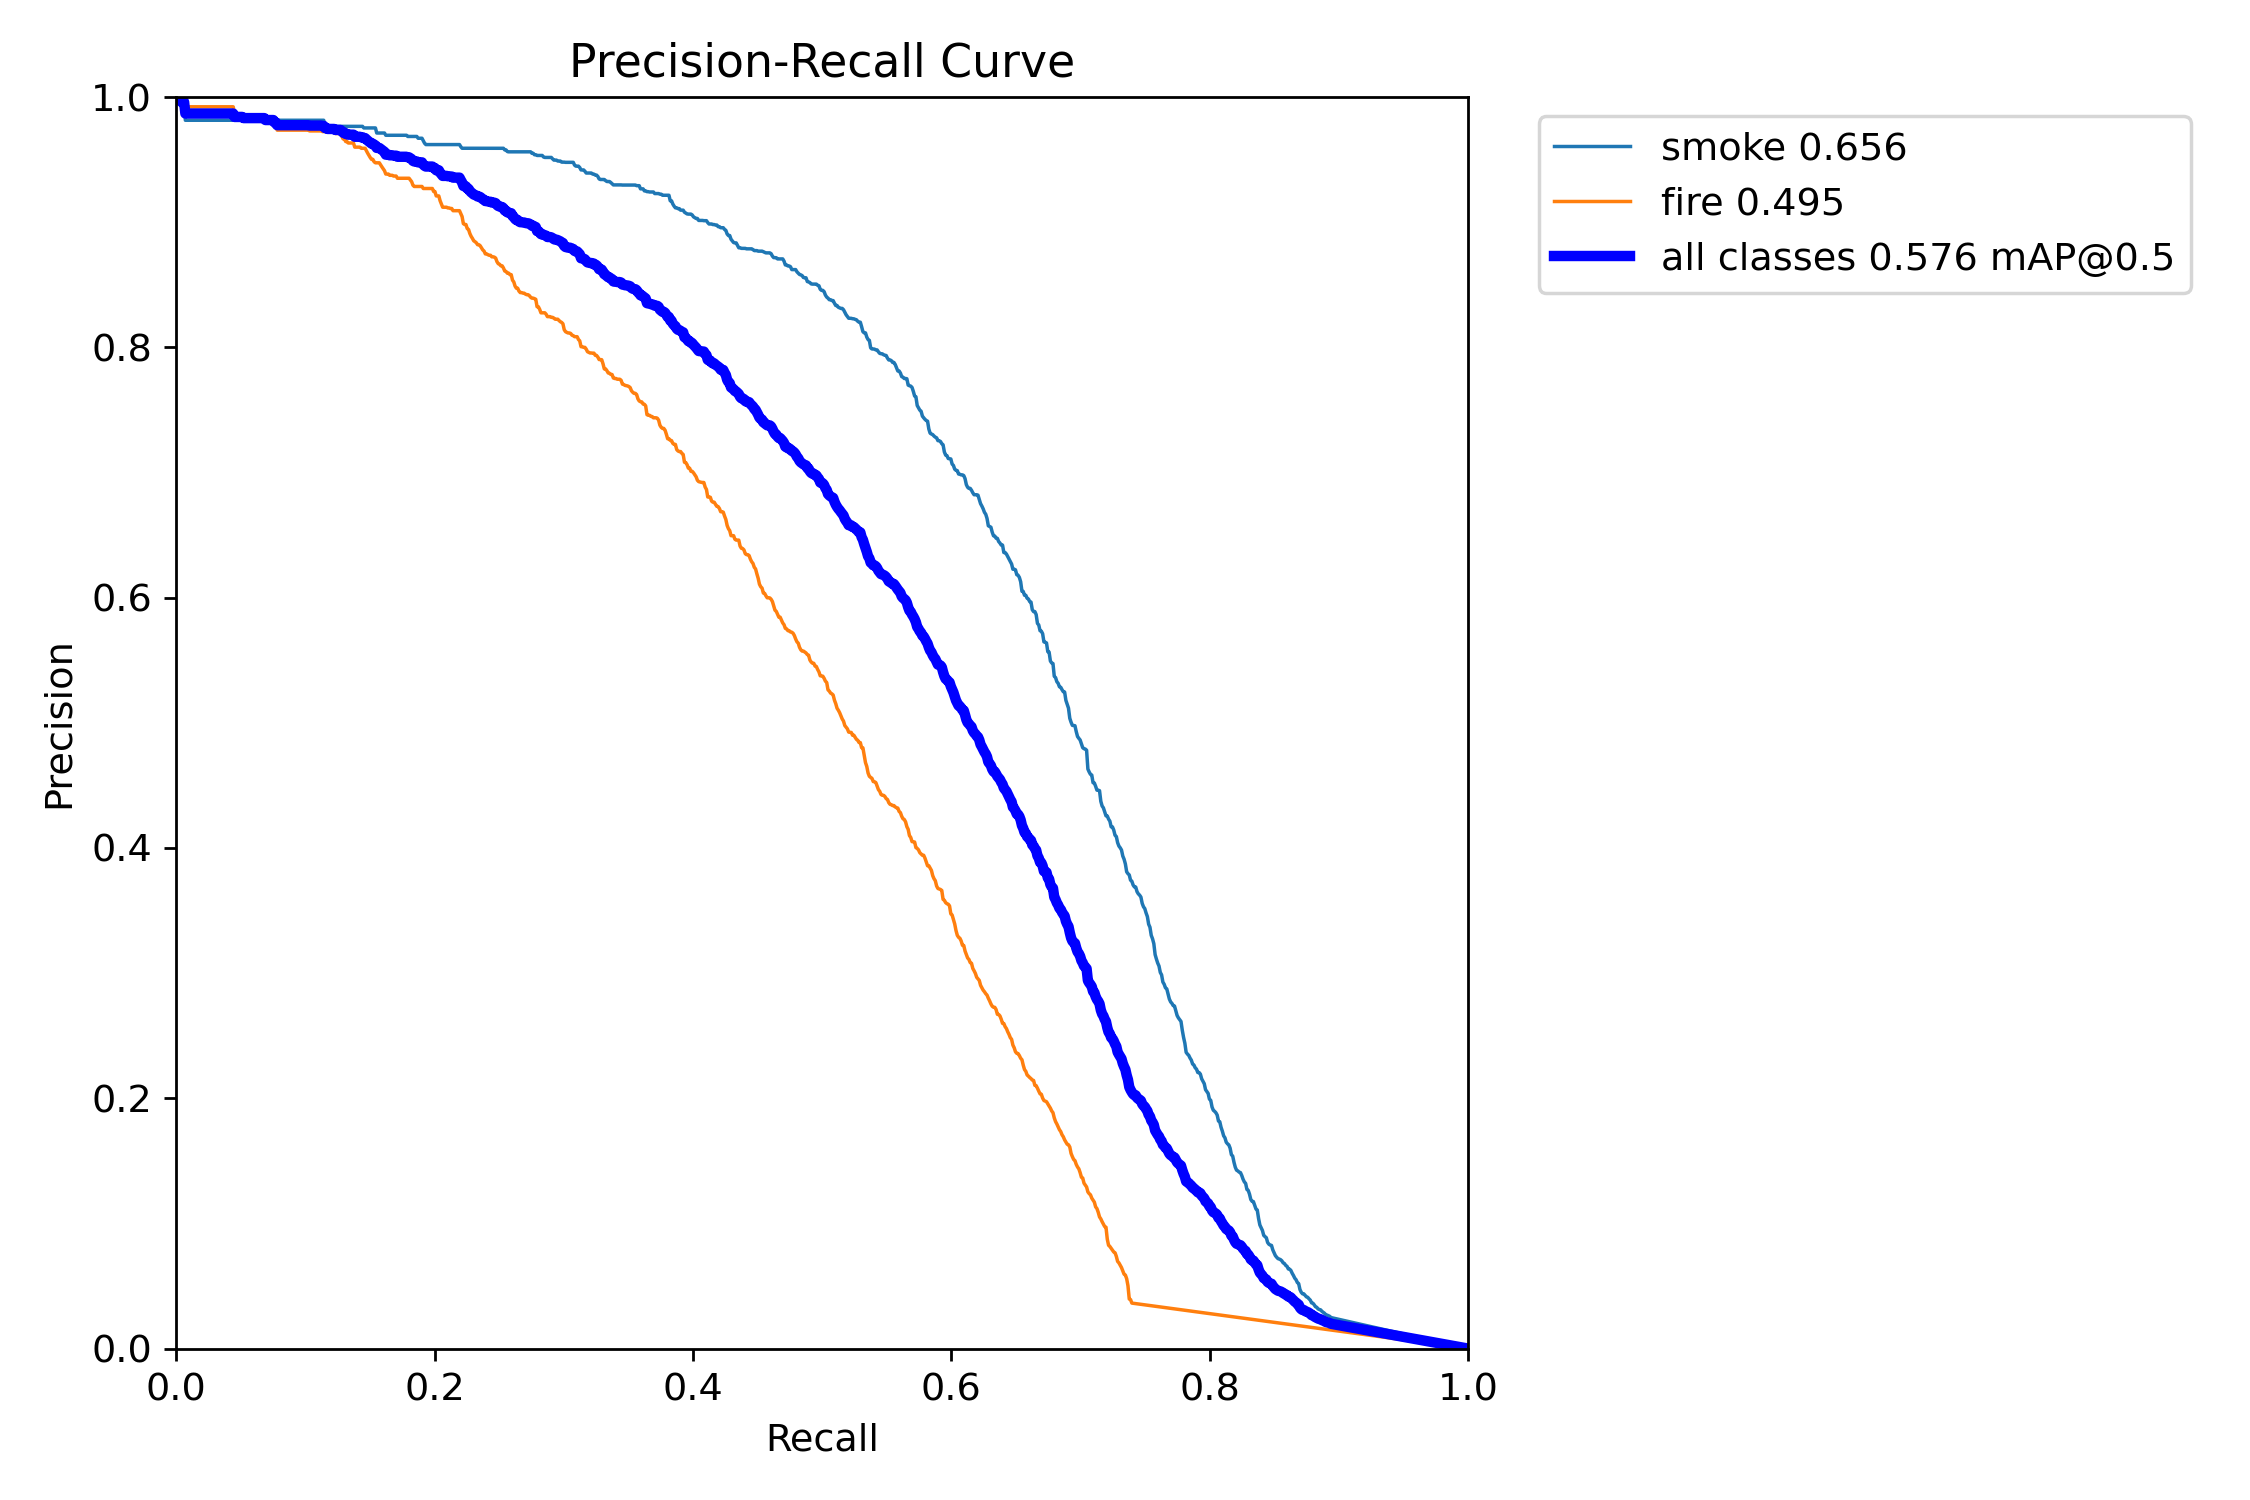 Precision-Recall Curve
1.0
0.8
0.6
0.4
0.2
0.0
Precision
0.0 0.2 0.4 0.6 0.8 1.0
Recall
smoke 0.656
fire 0.495
all classes 0.576 mAP@0.5